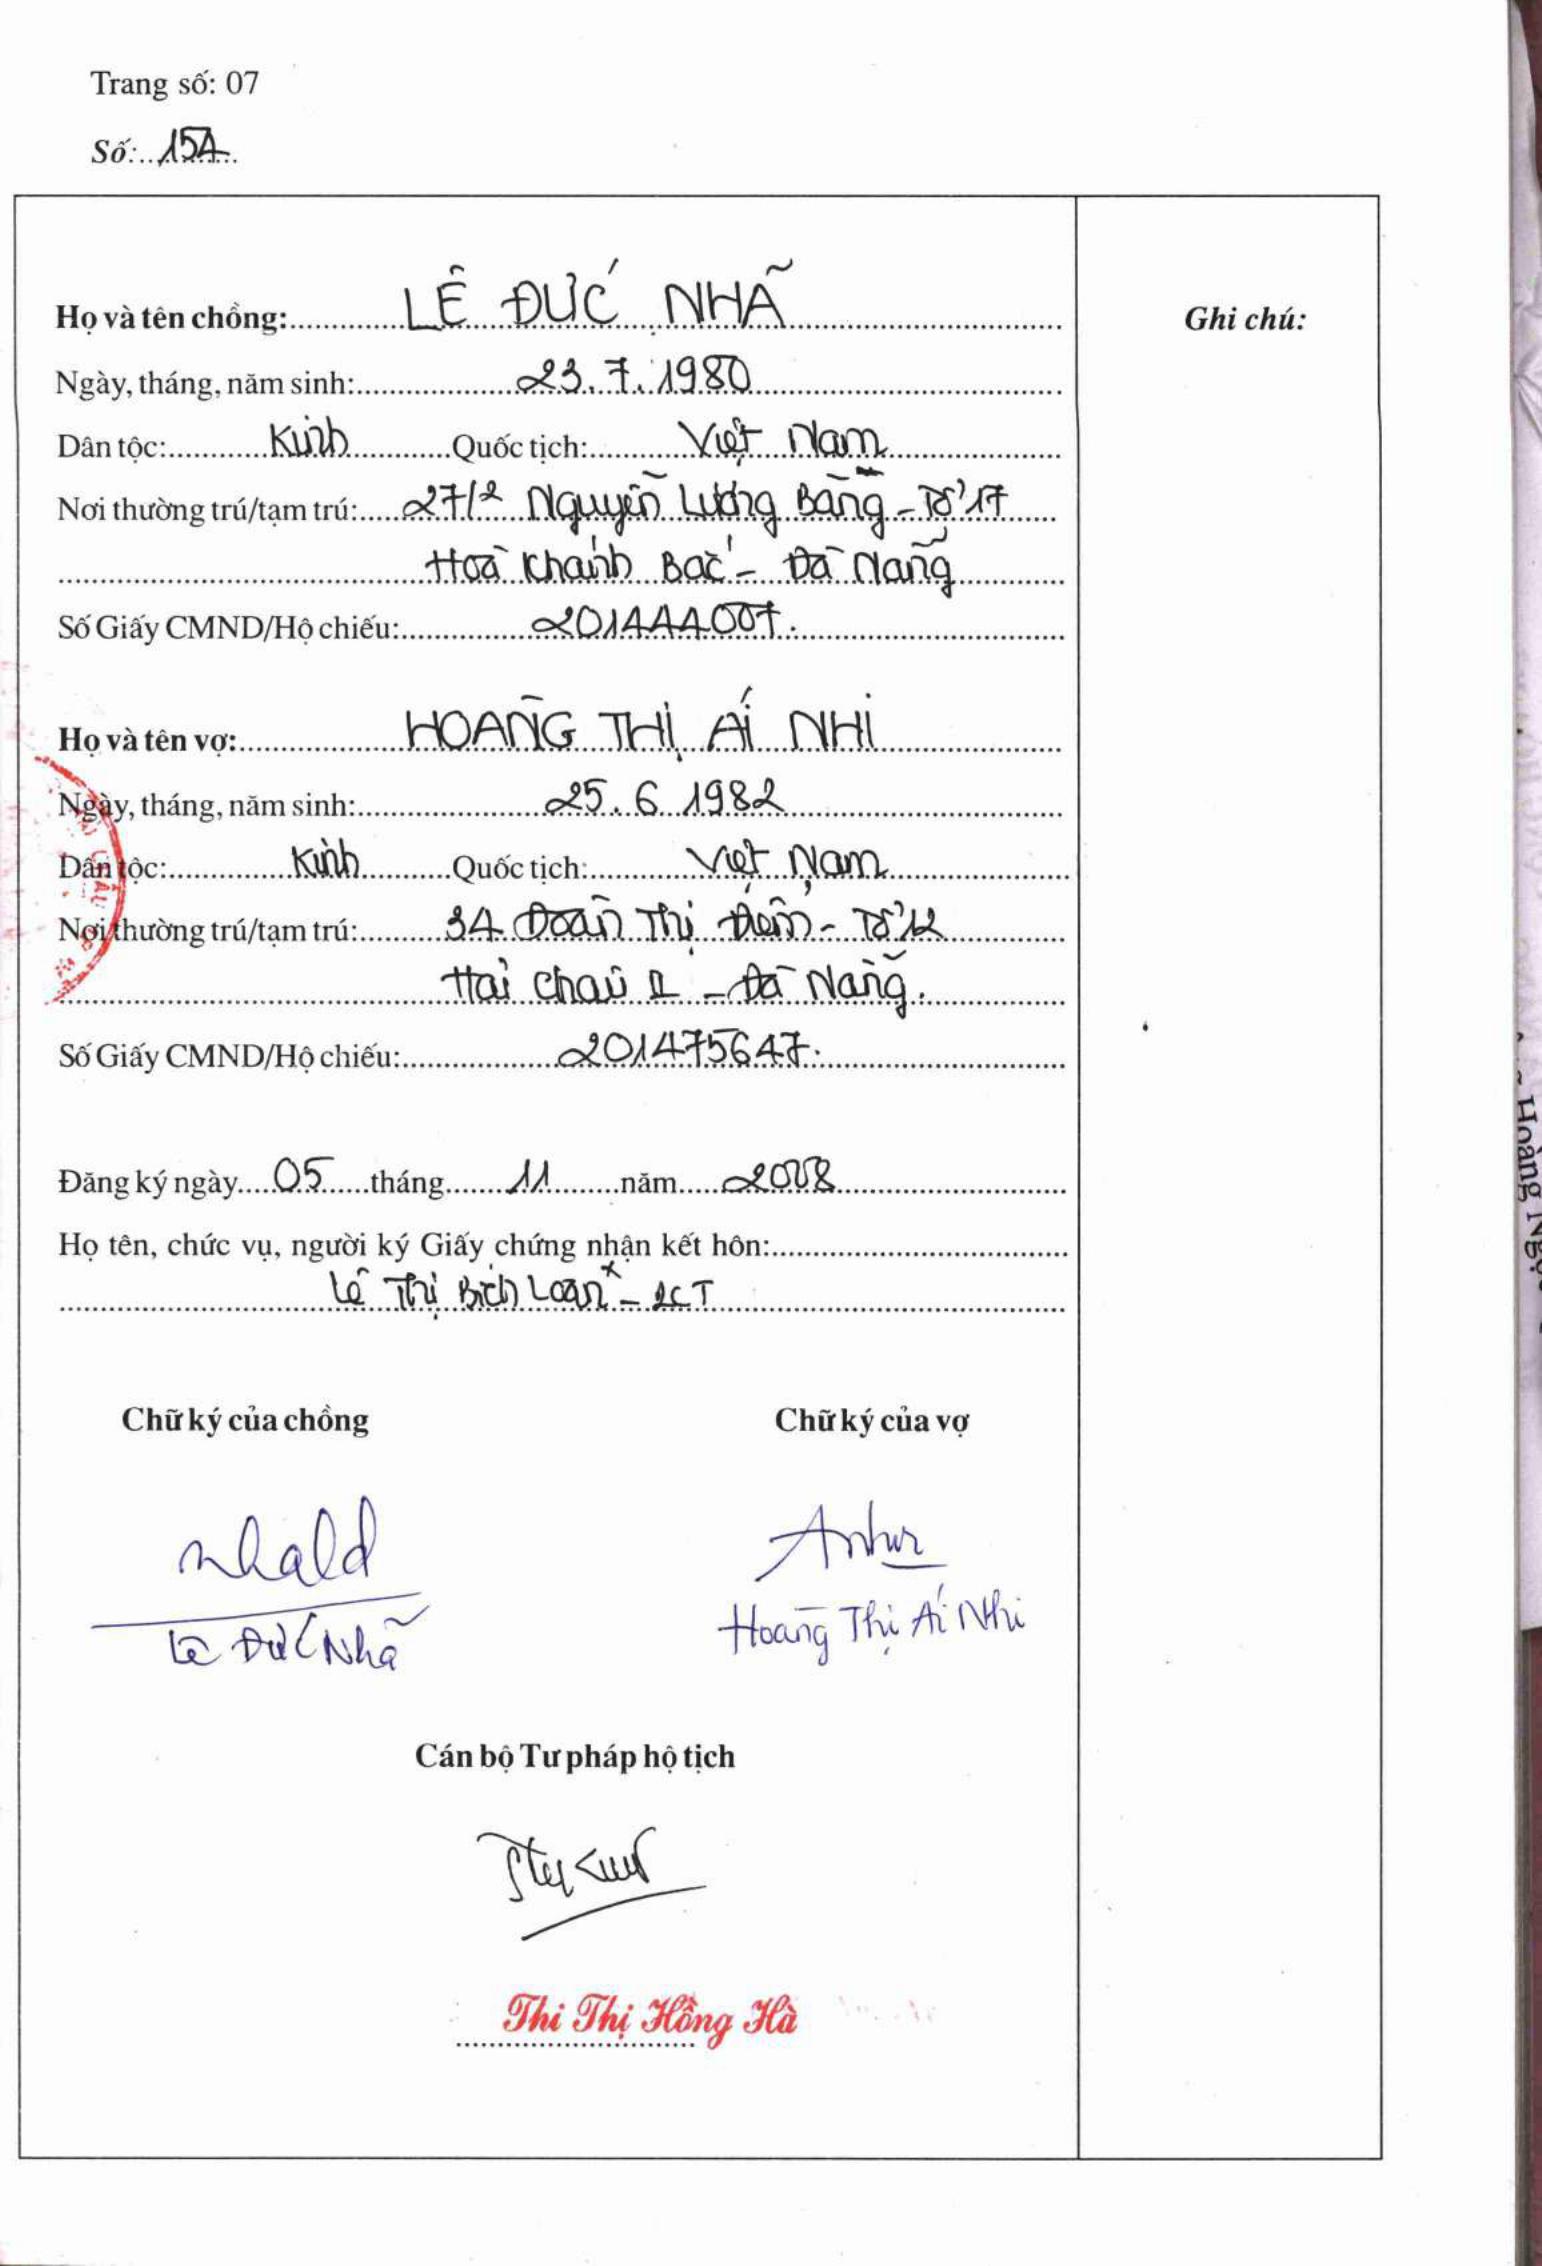 Trang số: 07
Số: 154
Họ và tên chồng: LÊ ĐỨC NHÃ
Ghi chú:
Ngày, tháng, năm sinh: 23.7.1980
Dân tộc: Kinh Quốc tịch: Việt Nam
Nơi thường trú/tạm trú: 27/2 Nguyễn Lương Bằng - Tổ 17
Hoà Khánh Bắc - Đà Nẵng
Số Giấy CMND/Hộ chiếu: 201444007.
Họ và tên vợ: HOÀNG THỊ ÁI NHI
Ngày, tháng, năm sinh: 25.6 1982
Dân tộc: Kinh Quốc tịch: Việt Nam
Nơi thường trú/tạm trú: 34 Đoàn Thị Điểm - Tổ 12
Hải Châu I - Đà Nẵng.
Số Giấy CMND/Hộ chiếu: 201475647.
Đăng ký ngày 05 tháng 11 năm 2008
Họ tên, chức vụ, người ký Giấy chứng nhận kết hôn:
Lê Thị Bích Loan - PCT
Chữ ký của chồng Chữ ký của vợ
nhald
Lê Đức Nhã
Hoàng Thị Ái Nhi
Cán bộ Tư pháp hộ tịch
Thi Thị Hồng Hà